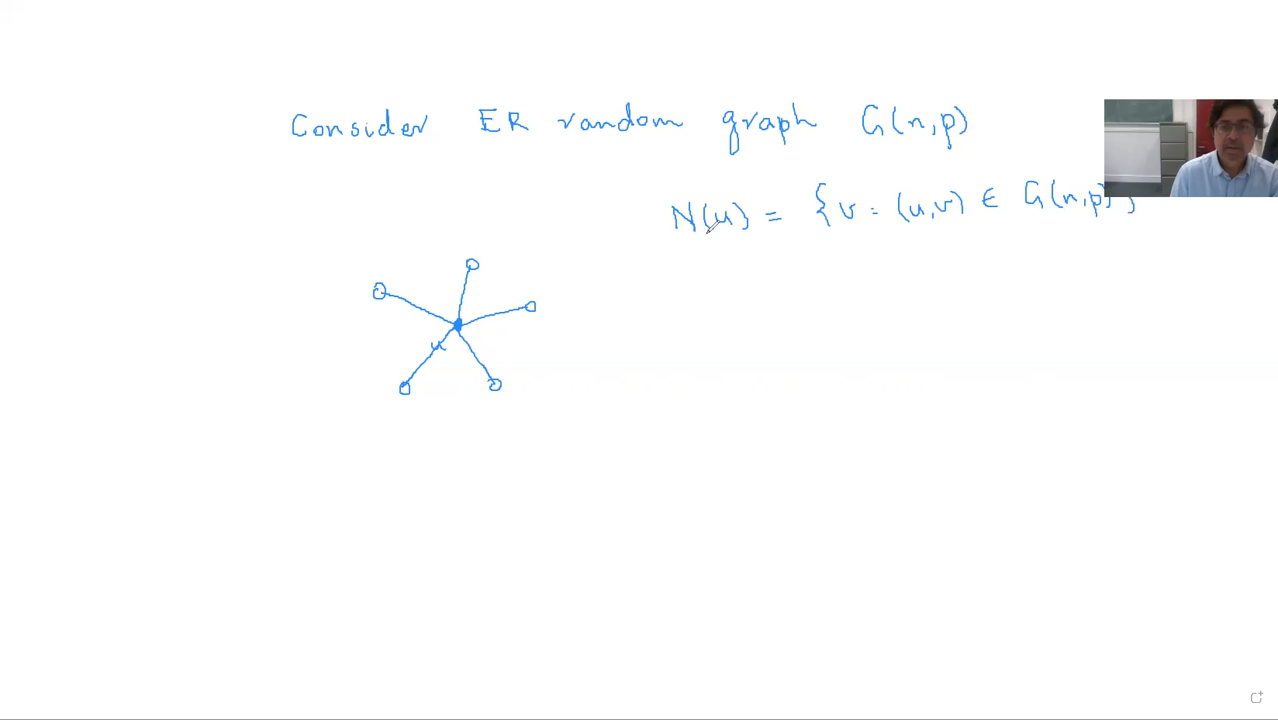 Consider ER random graph G(n,p)
N(u) = {v : (u,v) ∈ G(n,p)}
u